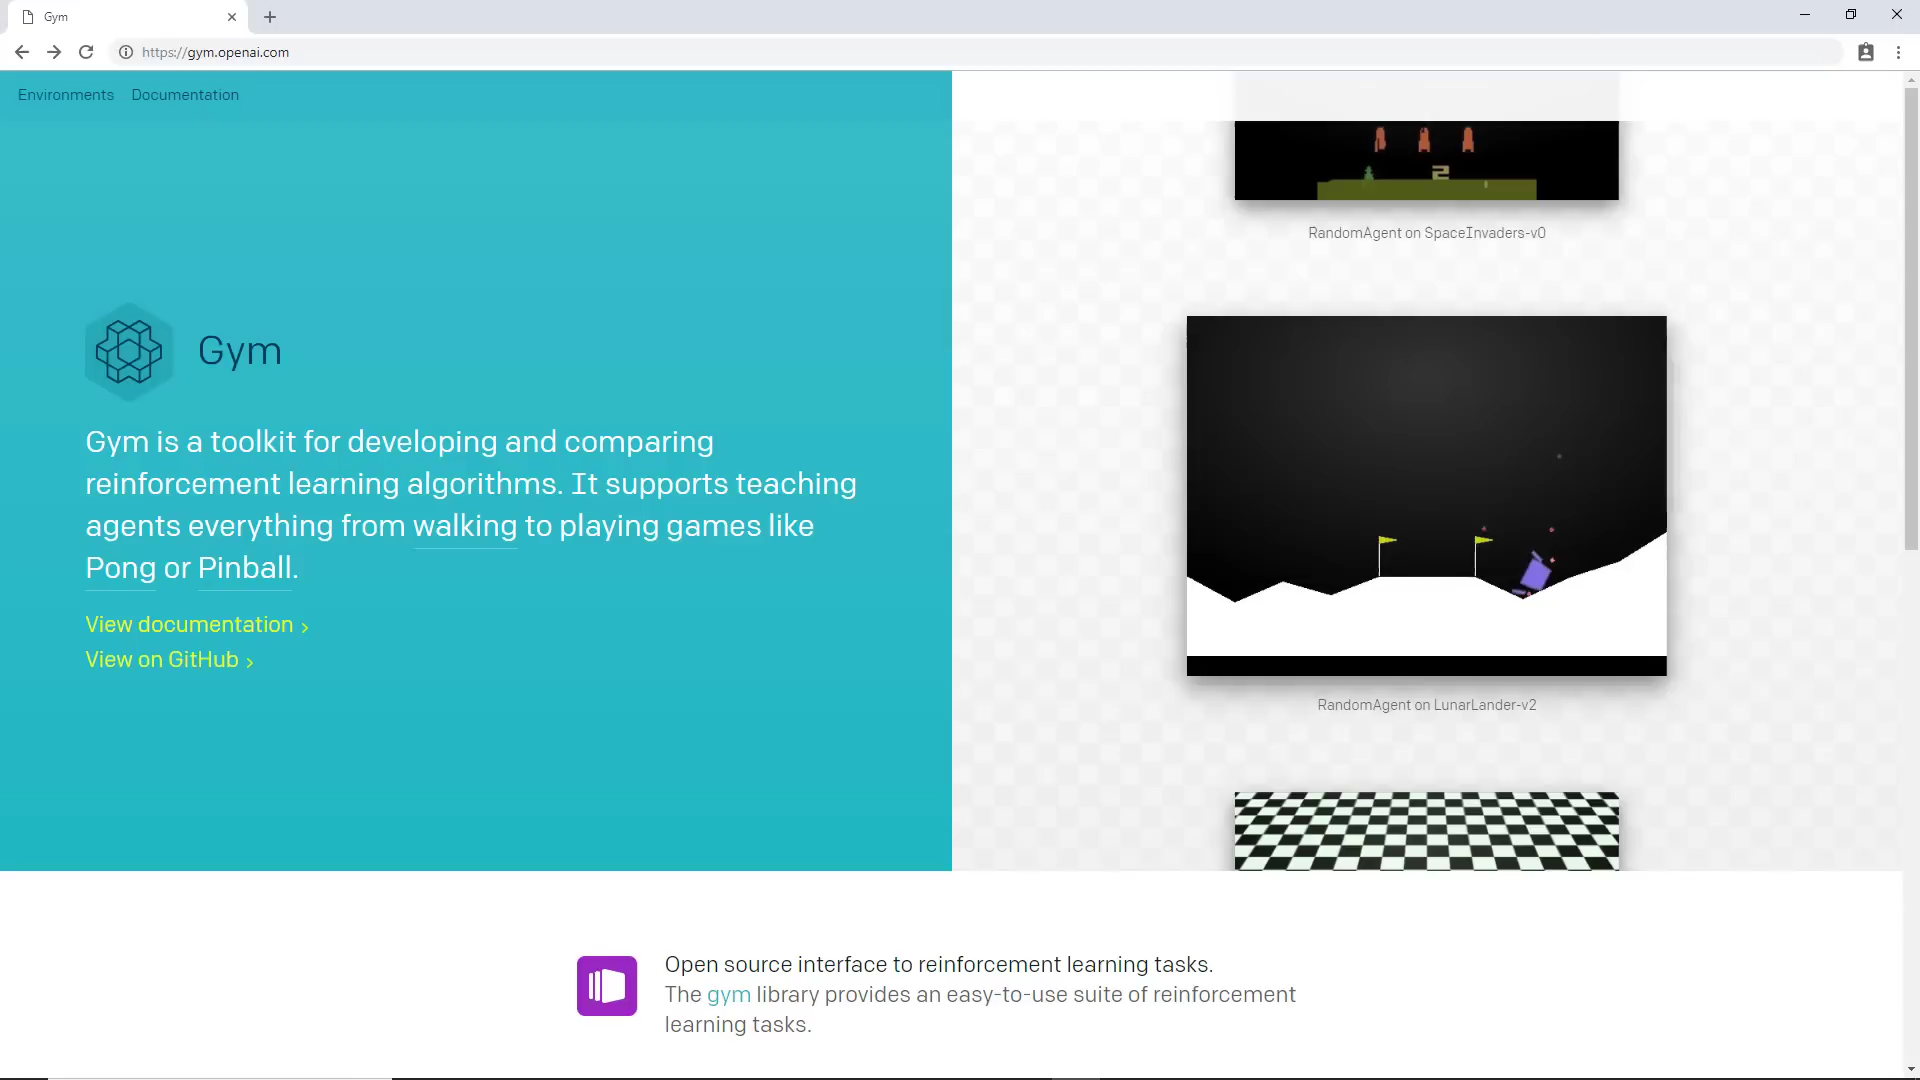 Gym
https://gym.openai.com
Environments Documentation
2
RandomAgent on SpaceInvaders-v0
Gym
Gym is a toolkit for developing and comparing
reinforcement learning algorithms. It supports teaching
agents everything from walking to playing games like
Pong or Pinball.
View documentation >
View on GitHub >
RandomAgent on LunarLander-v2
Open source interface to reinforcement learning tasks.
The gym library provides an easy-to-use suite of reinforcement
learning tasks.